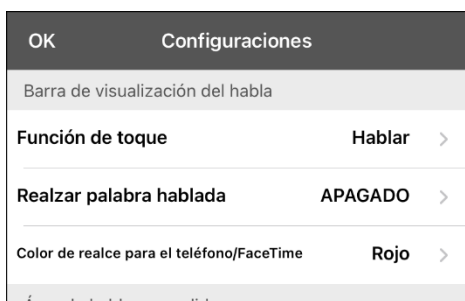 OK Configuraciones
Barra de visualización del habla
Función de toque Hablar
Realzar palabra hablada APAGADO
Color de realce para el teléfono/FaceTime Rojo